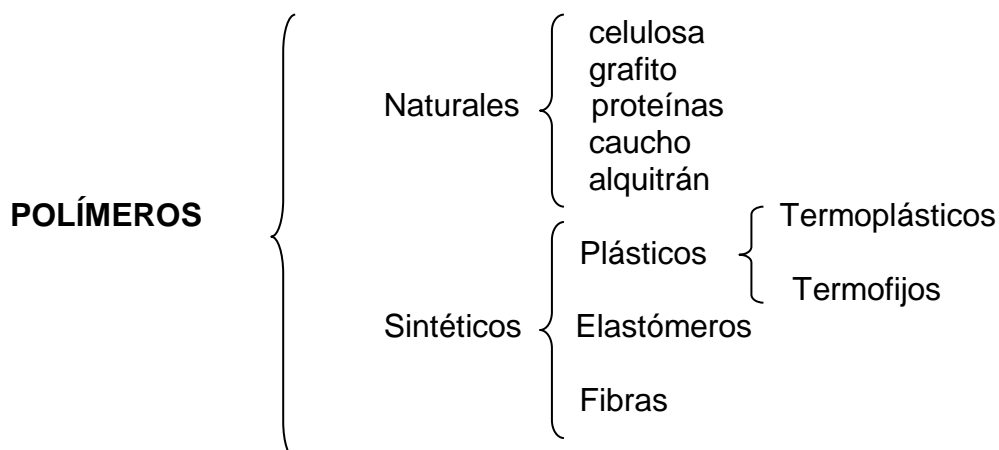 POLÍMEROS
Naturales
celulosa
grafito
proteínas
caucho
alquitrán
Sintéticos
Plásticos
Termoplásticos
Termofijos
Elastómeros
Fibras